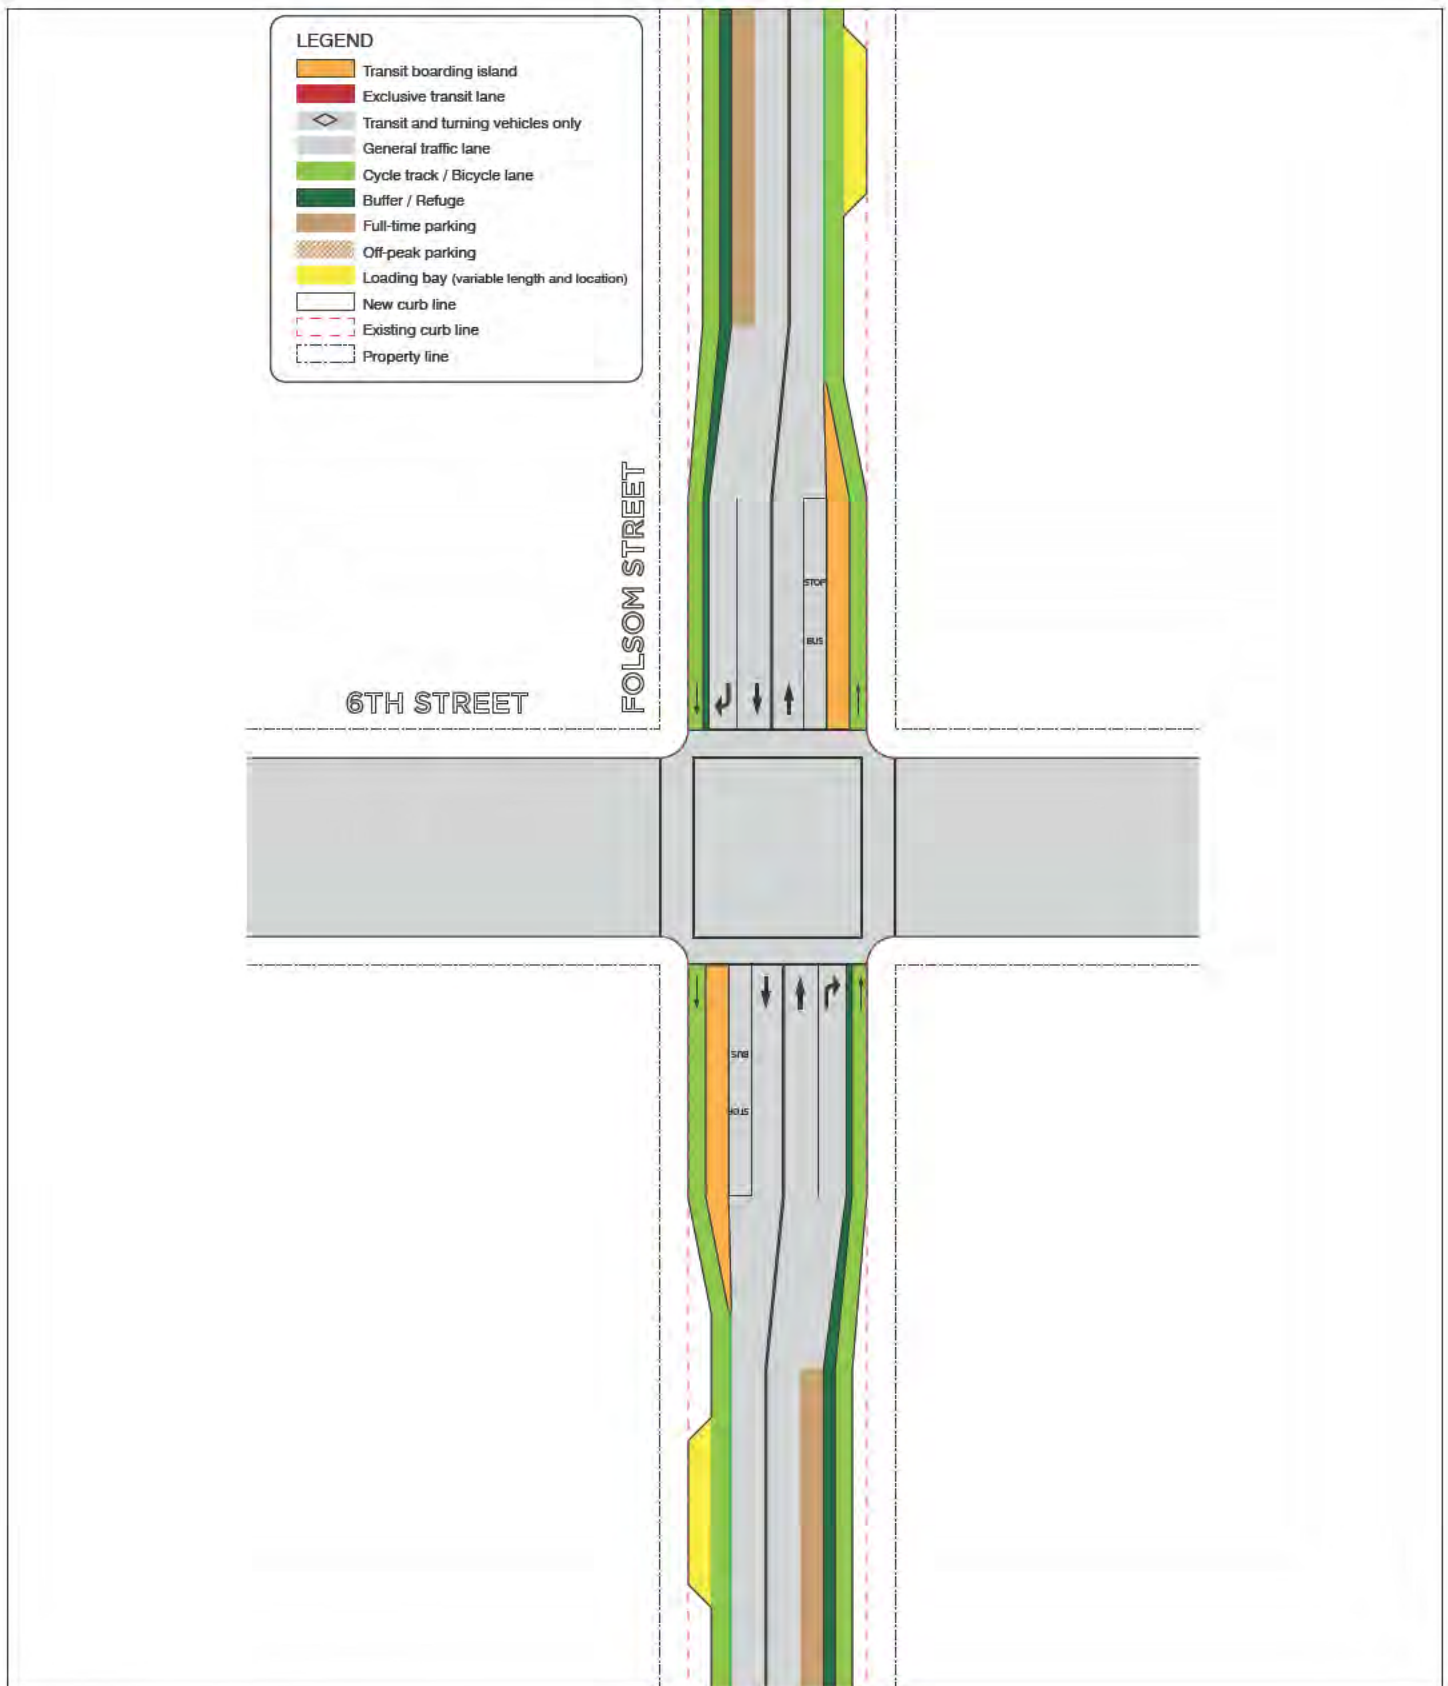 LEGEND
Transit boarding island
Exclusive transit lane
Transit and turning vehicles only
General traffic lane
Cycle track / Bicycle lane
Buffer / Refuge
Full-time parking
Off-peak parking
Loading bay (variable length and location)
New curb line
Existing curb line
Property line
FOLSOM STREET
6TH STREET
STOP
BUS
BUS
STOP